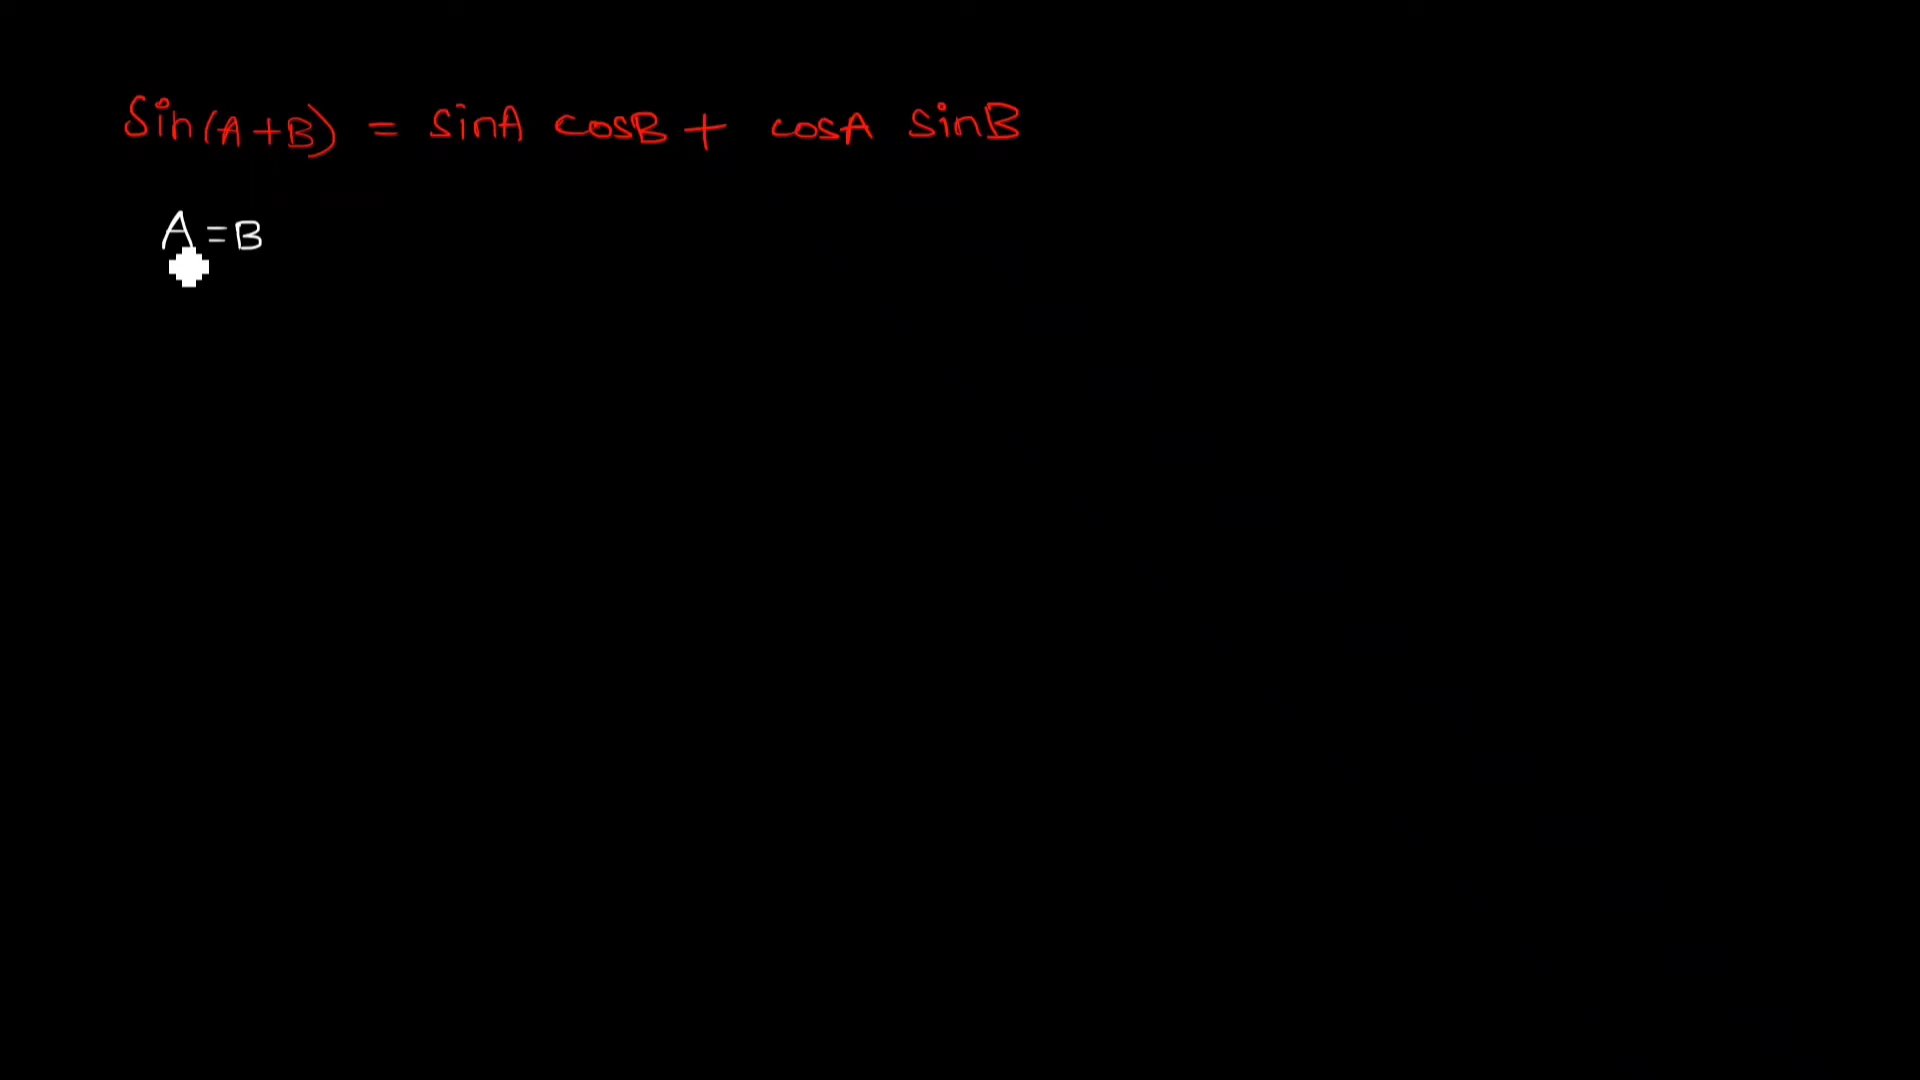 Sin(A+B) = sinA cosB + cosA sinB
A=B